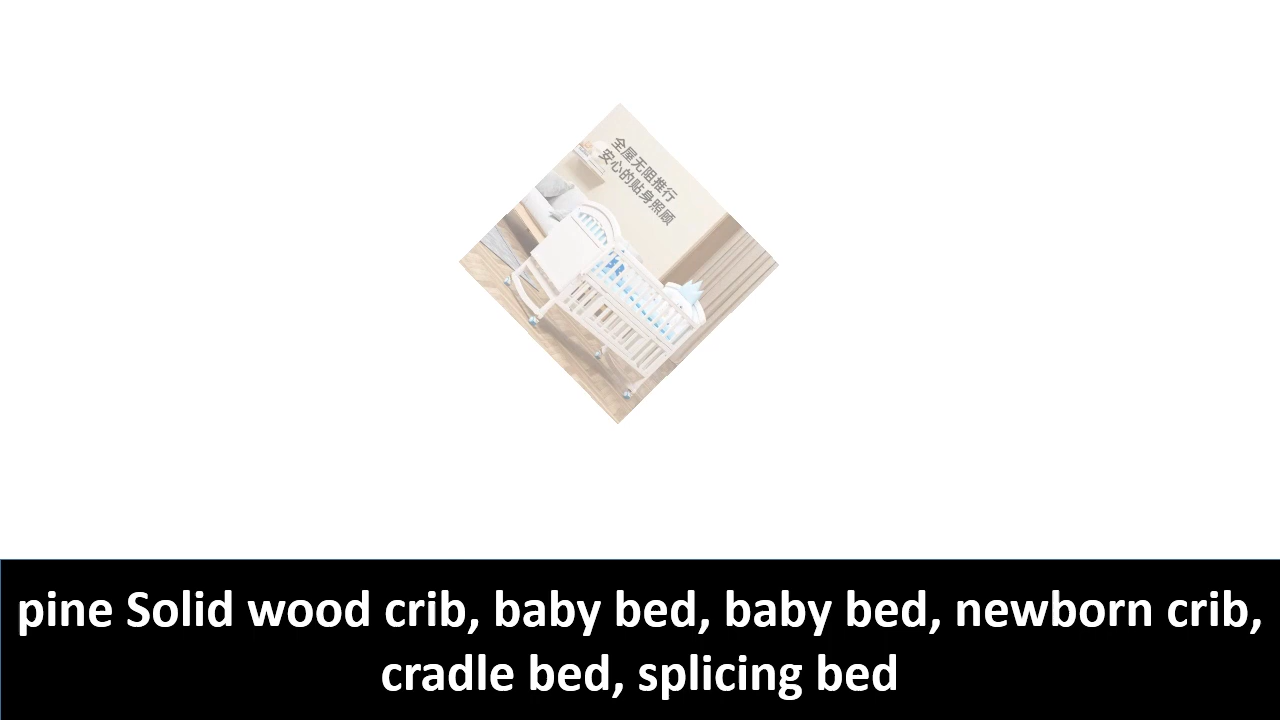 全屋无阻推行
安心的贴身照顾
pine Solid wood crib, baby bed, baby bed, newborn crib,
cradle bed, splicing bed